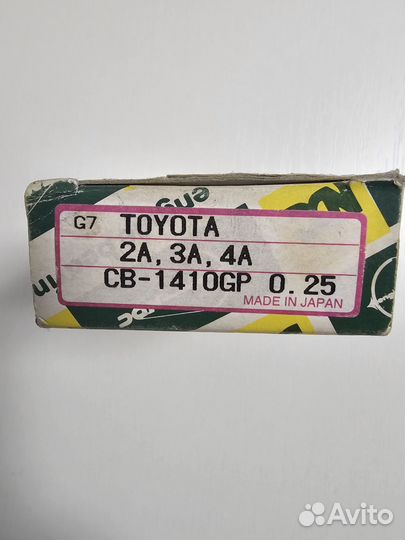 G7 TOYOTA
2A, 3A, 4A
CB-1410GP 0.25
MADE IN JAPAN
Avito